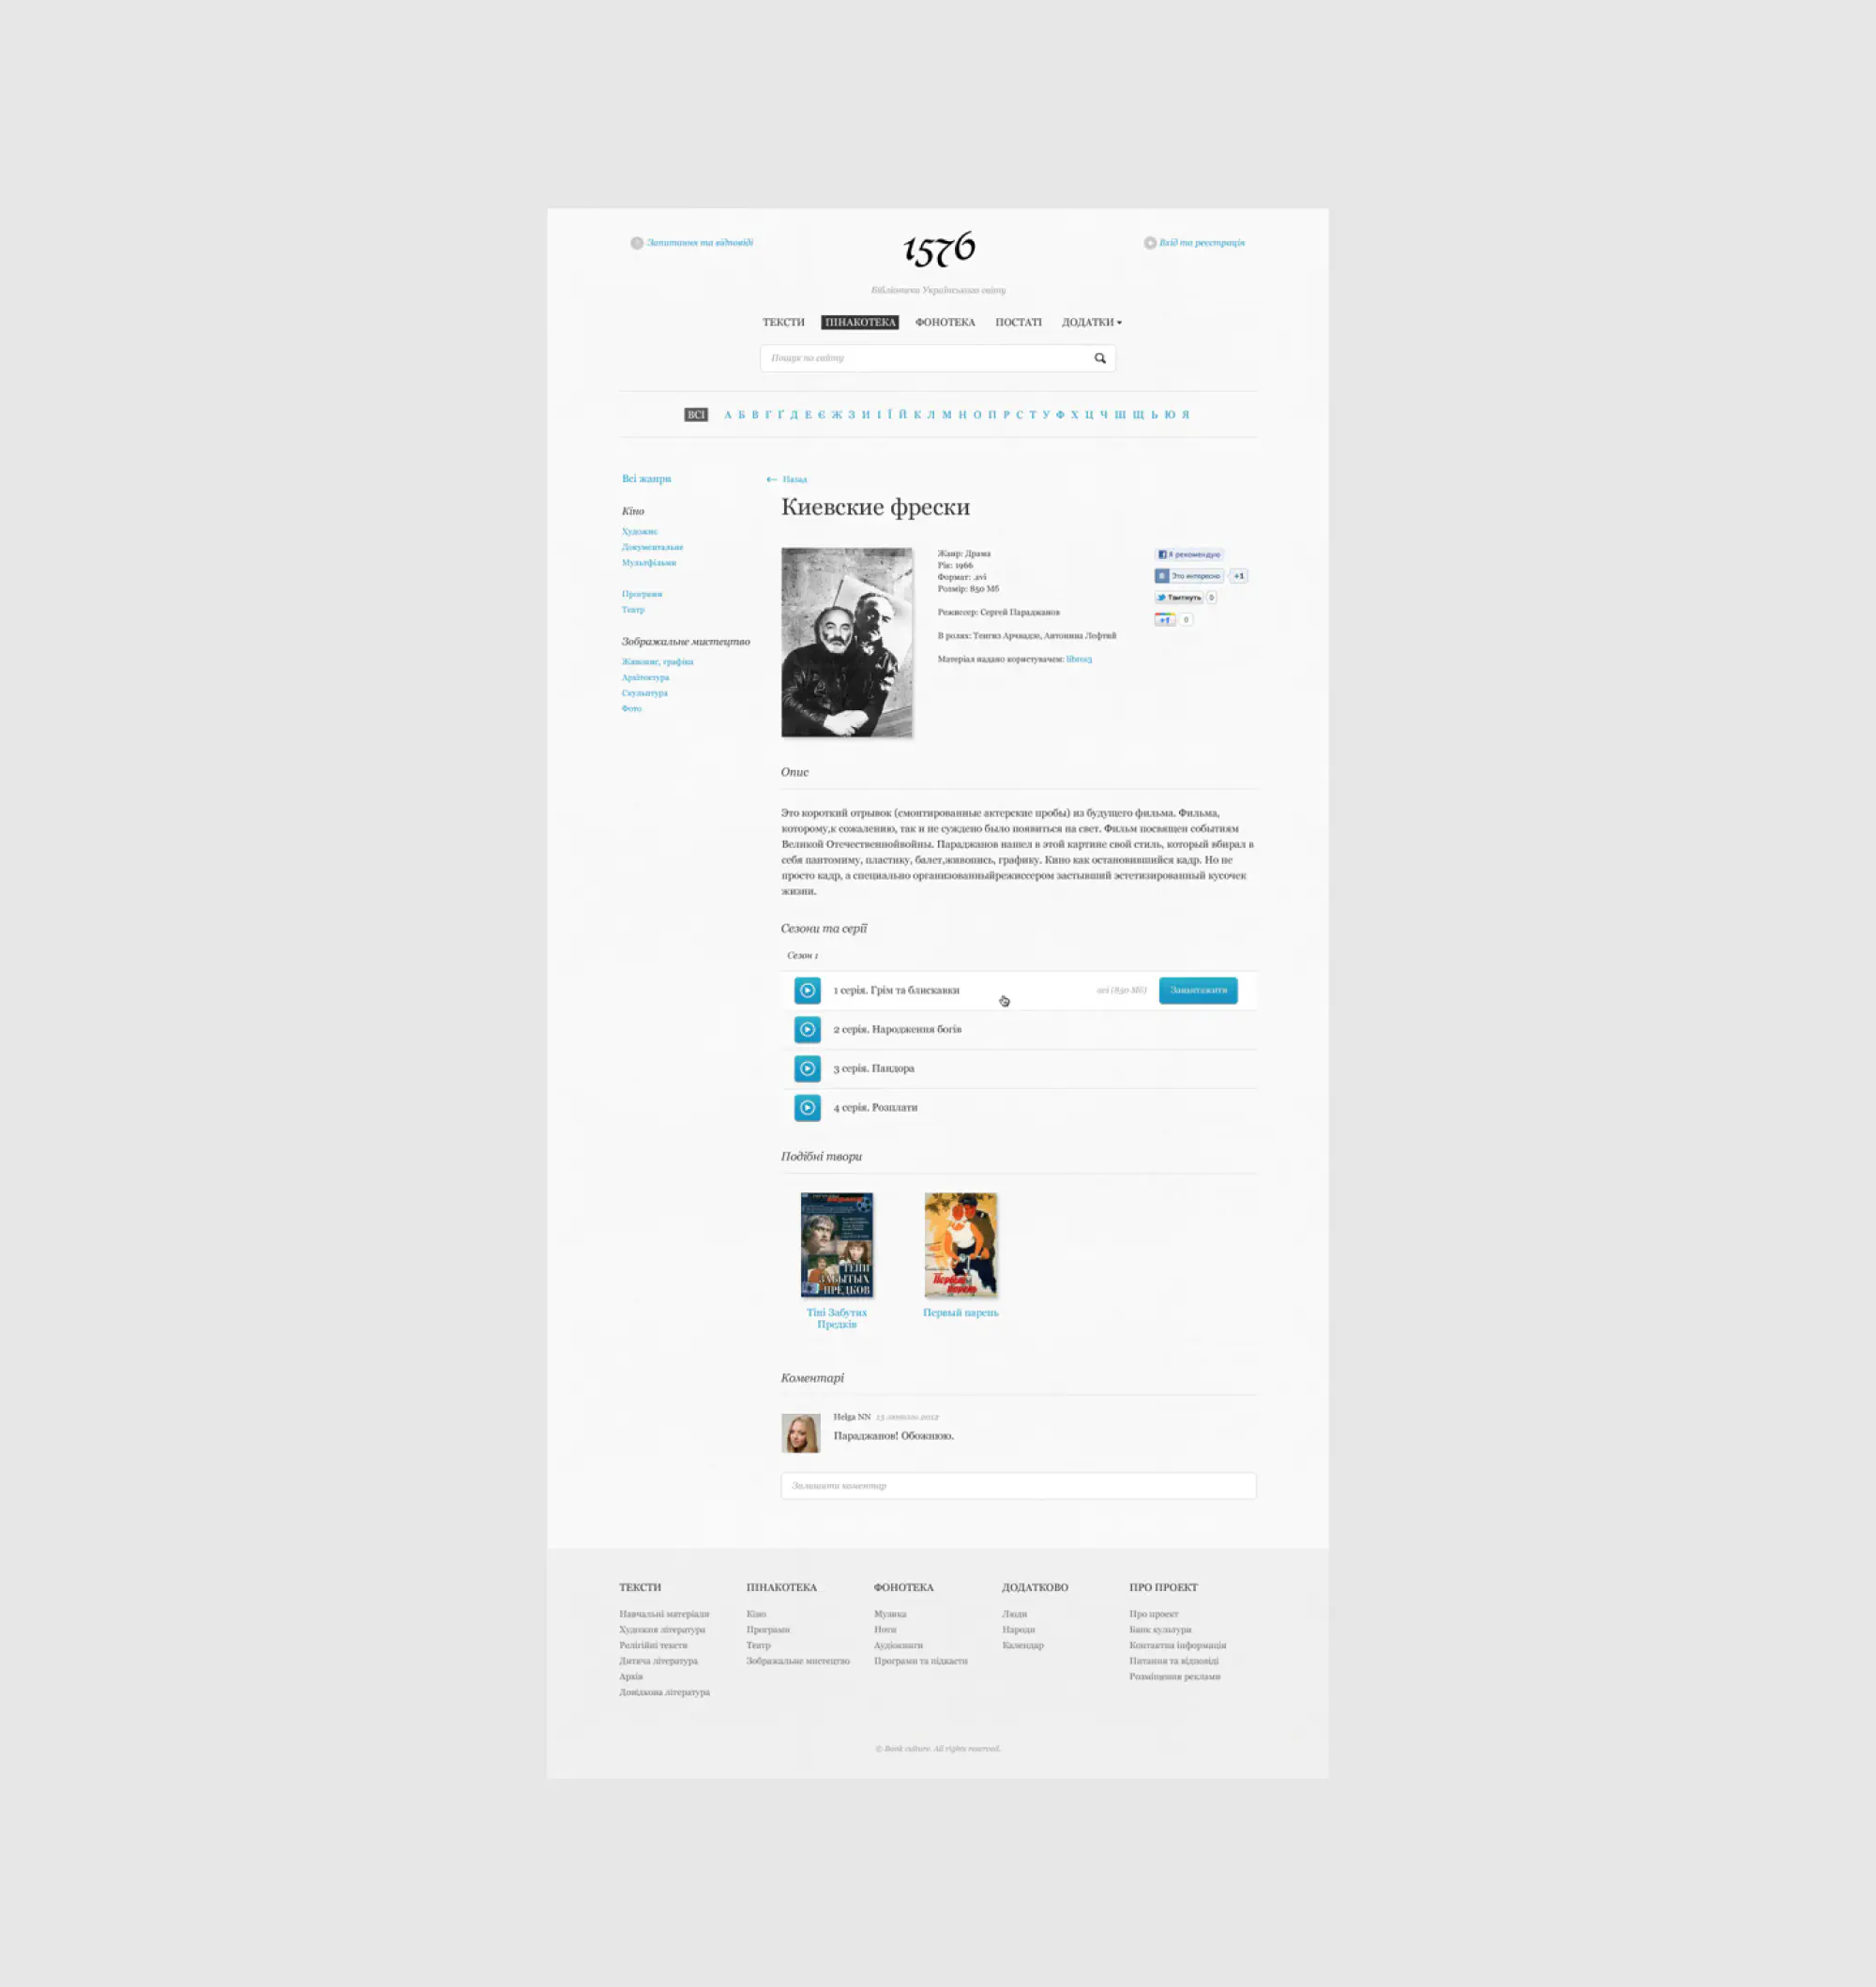 Запитання та відповіді
1576
Вхід та реєстрація
Бібліотека Українського світу
ТЕКСТИ ПІНАКОТЕКА ФОНОТЕКА ПОСТАТІ ДОДАТКИ
Пошук по сайту
ВСІ А Б В Г Ґ Д Е Є Ж З И І Ї Й К Л М Н О П Р С Т У Ф Х Ц Ч Ш Щ Ь Ю Я
Всі жанри
Кіно
Художнє
Документальне
Мультфільми
Програми
Театр
Зображальне мистецтво
Живопис, графіка
Архітектура
Скульптура
Фото
← Назад
Киевские фрески
Жанр: Драма
Рік: 1966
Формат: .avi
Розмір: 850 Мб
Режиссер: Сергей Параджанов
В ролях: Тенгиз Арчвадзе, Антонина Лефтий
Матеріал надано користувачем: libro13
Я рекомендую
В Это интересно +1
Твитнуть 0
+1 0
Опис
Это короткий отрывок (смонтированные актерские пробы) из будущего фильма. Фильма,
которому,к сожалению, так и не суждено было появиться на свет. Фильм посвящен событиям
Великой Отечественнойвойны. Параджанов нашел в этой картине свой стиль, который вбирал в
себя пантомиму, пластику, балет,живопись, графику. Кино как остановившийся кадр. Но не
просто кадр, а специально организованныйрежиссером застывший эстетизированный кусочек
жизни.
Сезони та серії
Сезон 1
1 серія. Грім та блискавки avi (850 Мб) Завантажити
2 серія. Народження богів
3 серія. Пандора
4 серія. Розплати
Подібні твори
ТЕНИ
ЗАБЫТЫХ
ПРЕДКОВ
Первый
парень
Тіні Забутих
Предків
Первый парень
Коментарі
Helga NN 13 лютого 2012
Параджанов! Обожнюю.
Залишити коментар
ТЕКСТИ
Навчальні матеріали
Художня література
Релігійні тексти
Дитяча література
Архів
Довідкова література
ПІНАКОТЕКА
Кіно
Програми
Театр
Зображальне мистецтво
ФОНОТЕКА
Музика
Ноти
Аудіокниги
Програми та підкасти
ДОДАТКОВО
Люди
Народи
Календар
ПРО ПРОЕКТ
Про проект
Банк культури
Контактна інформація
Питання та відповіді
Розміщення реклами
© Bank culture. All rights reserved.